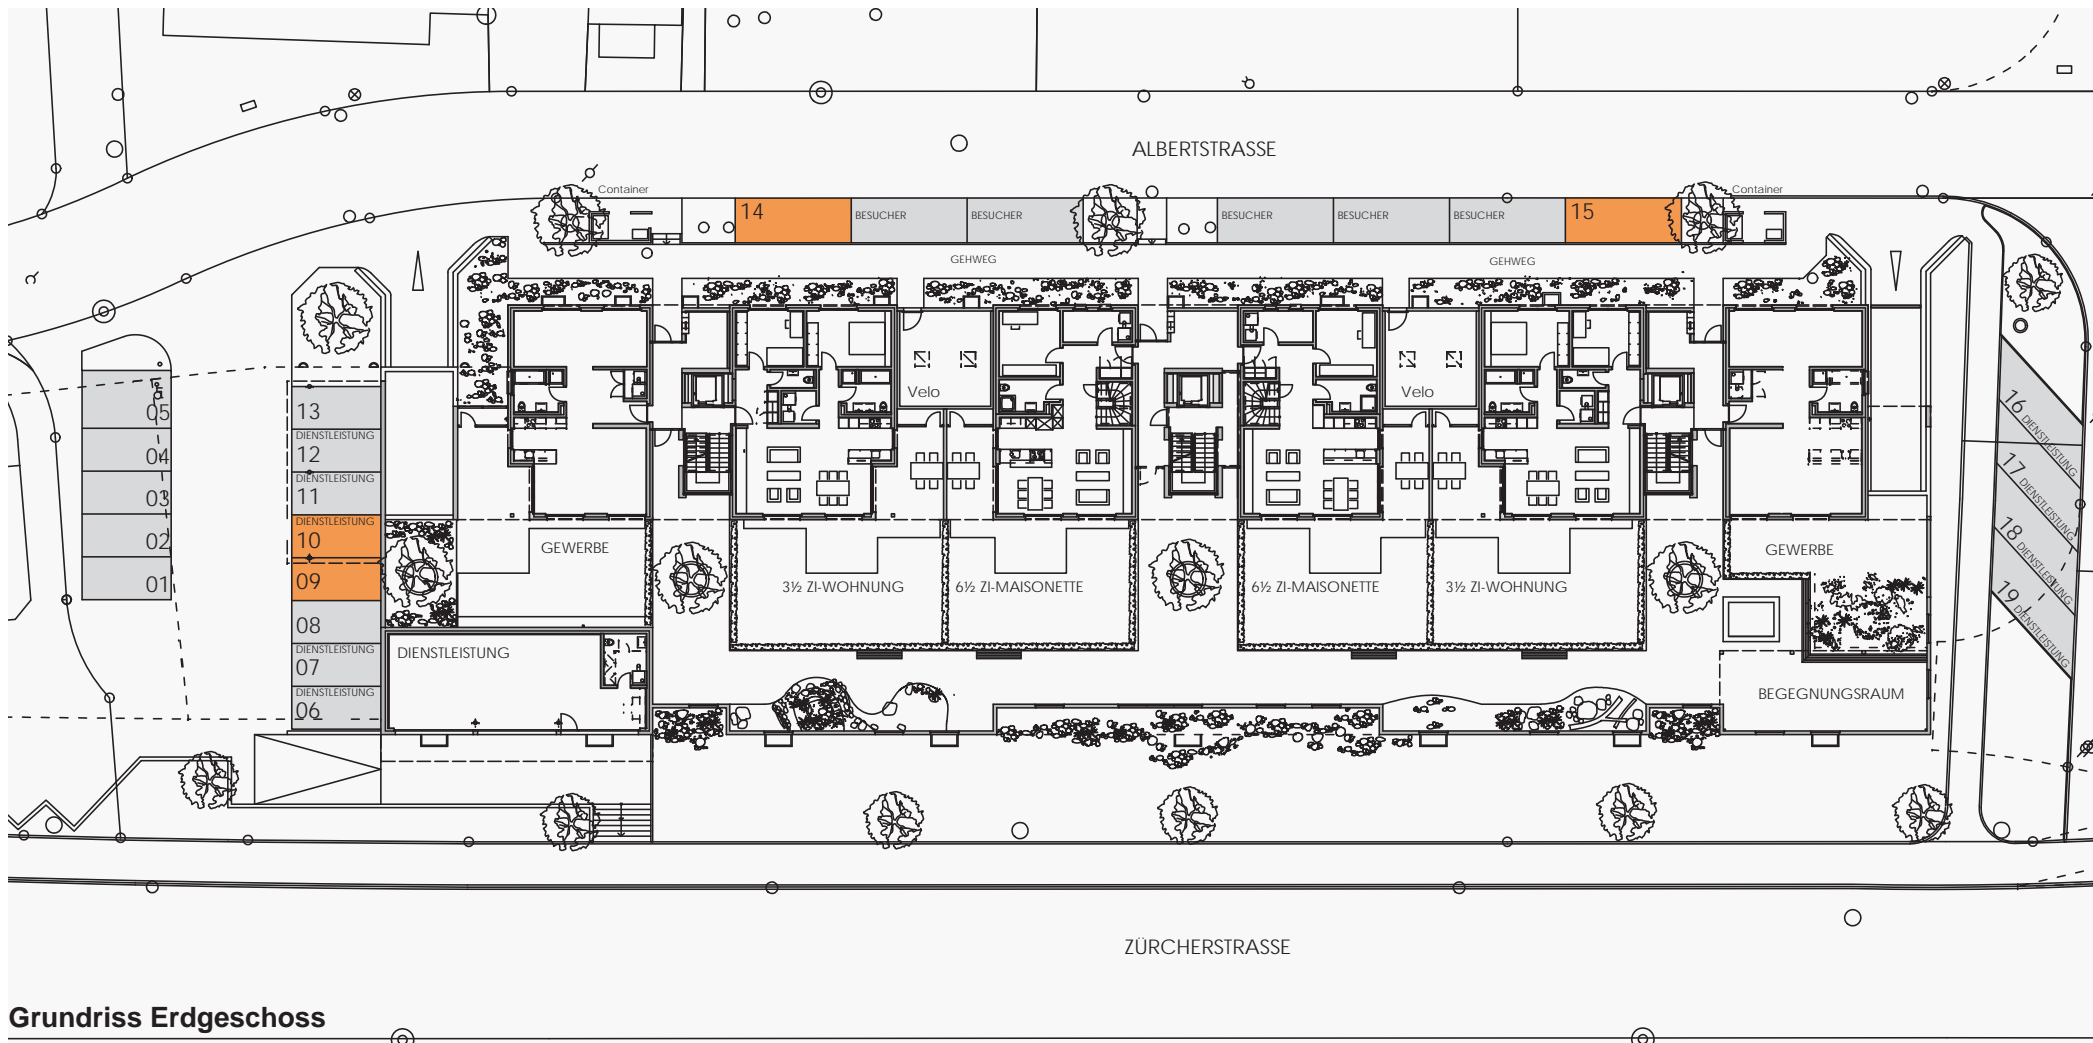 ALBERTSTRASSE
Container
Container
14
BESUCHER
BESUCHER
BESUCHER
BESUCHER
BESUCHER
15
GEHWEG
GEHWEG
Velo
Velo
05
04
03
02
01
13
DIENSTLEISTUNG
12
DIENSTLEISTUNG
11
DIENSTLEISTUNG
10
09
08
DIENSTLEISTUNG
07
DIENSTLEISTUNG
06
16 DIENSTLEISTUNG
17 DIENSTLEISTUNG
18 DIENSTLEISTUNG
19 DIENSTLEISTUNG
GEWERBE
3½ ZI-WOHNUNG
6½ ZI-MAISONETTE
6½ ZI-MAISONETTE
3½ ZI-WOHNUNG
GEWERBE
DIENSTLEISTUNG
BEGEGNUNGSRAUM
ZÜRCHERSTRASSE
Grundriss Erdgeschoss